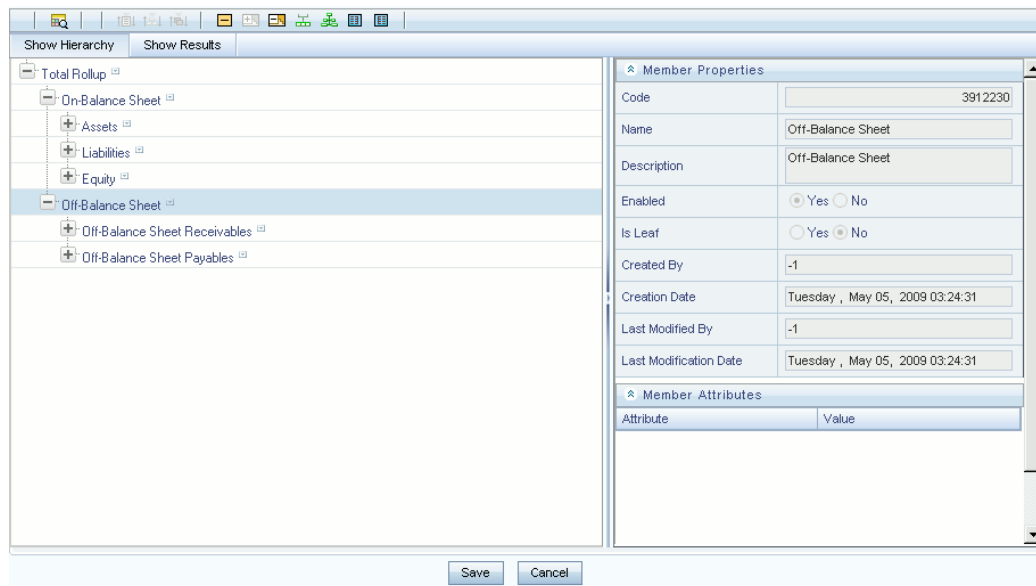 Show Hierarchy Show Results
Total Rollup
On-Balance Sheet
Assets
Liabilities
Equity
Off-Balance Sheet
Off-Balance Sheet Receivables
Off-Balance Sheet Payables
Member Properties
Code 3912230
Name Off-Balance Sheet
Description Off-Balance Sheet
Enabled Yes No
Is Leaf Yes No
Created By -1
Creation Date Tuesday , May 05, 2009 03:24:31
Last Modified By -1
Last Modification Date Tuesday , May 05, 2009 03:24:31
Member Attributes
Attribute Value
Save Cancel